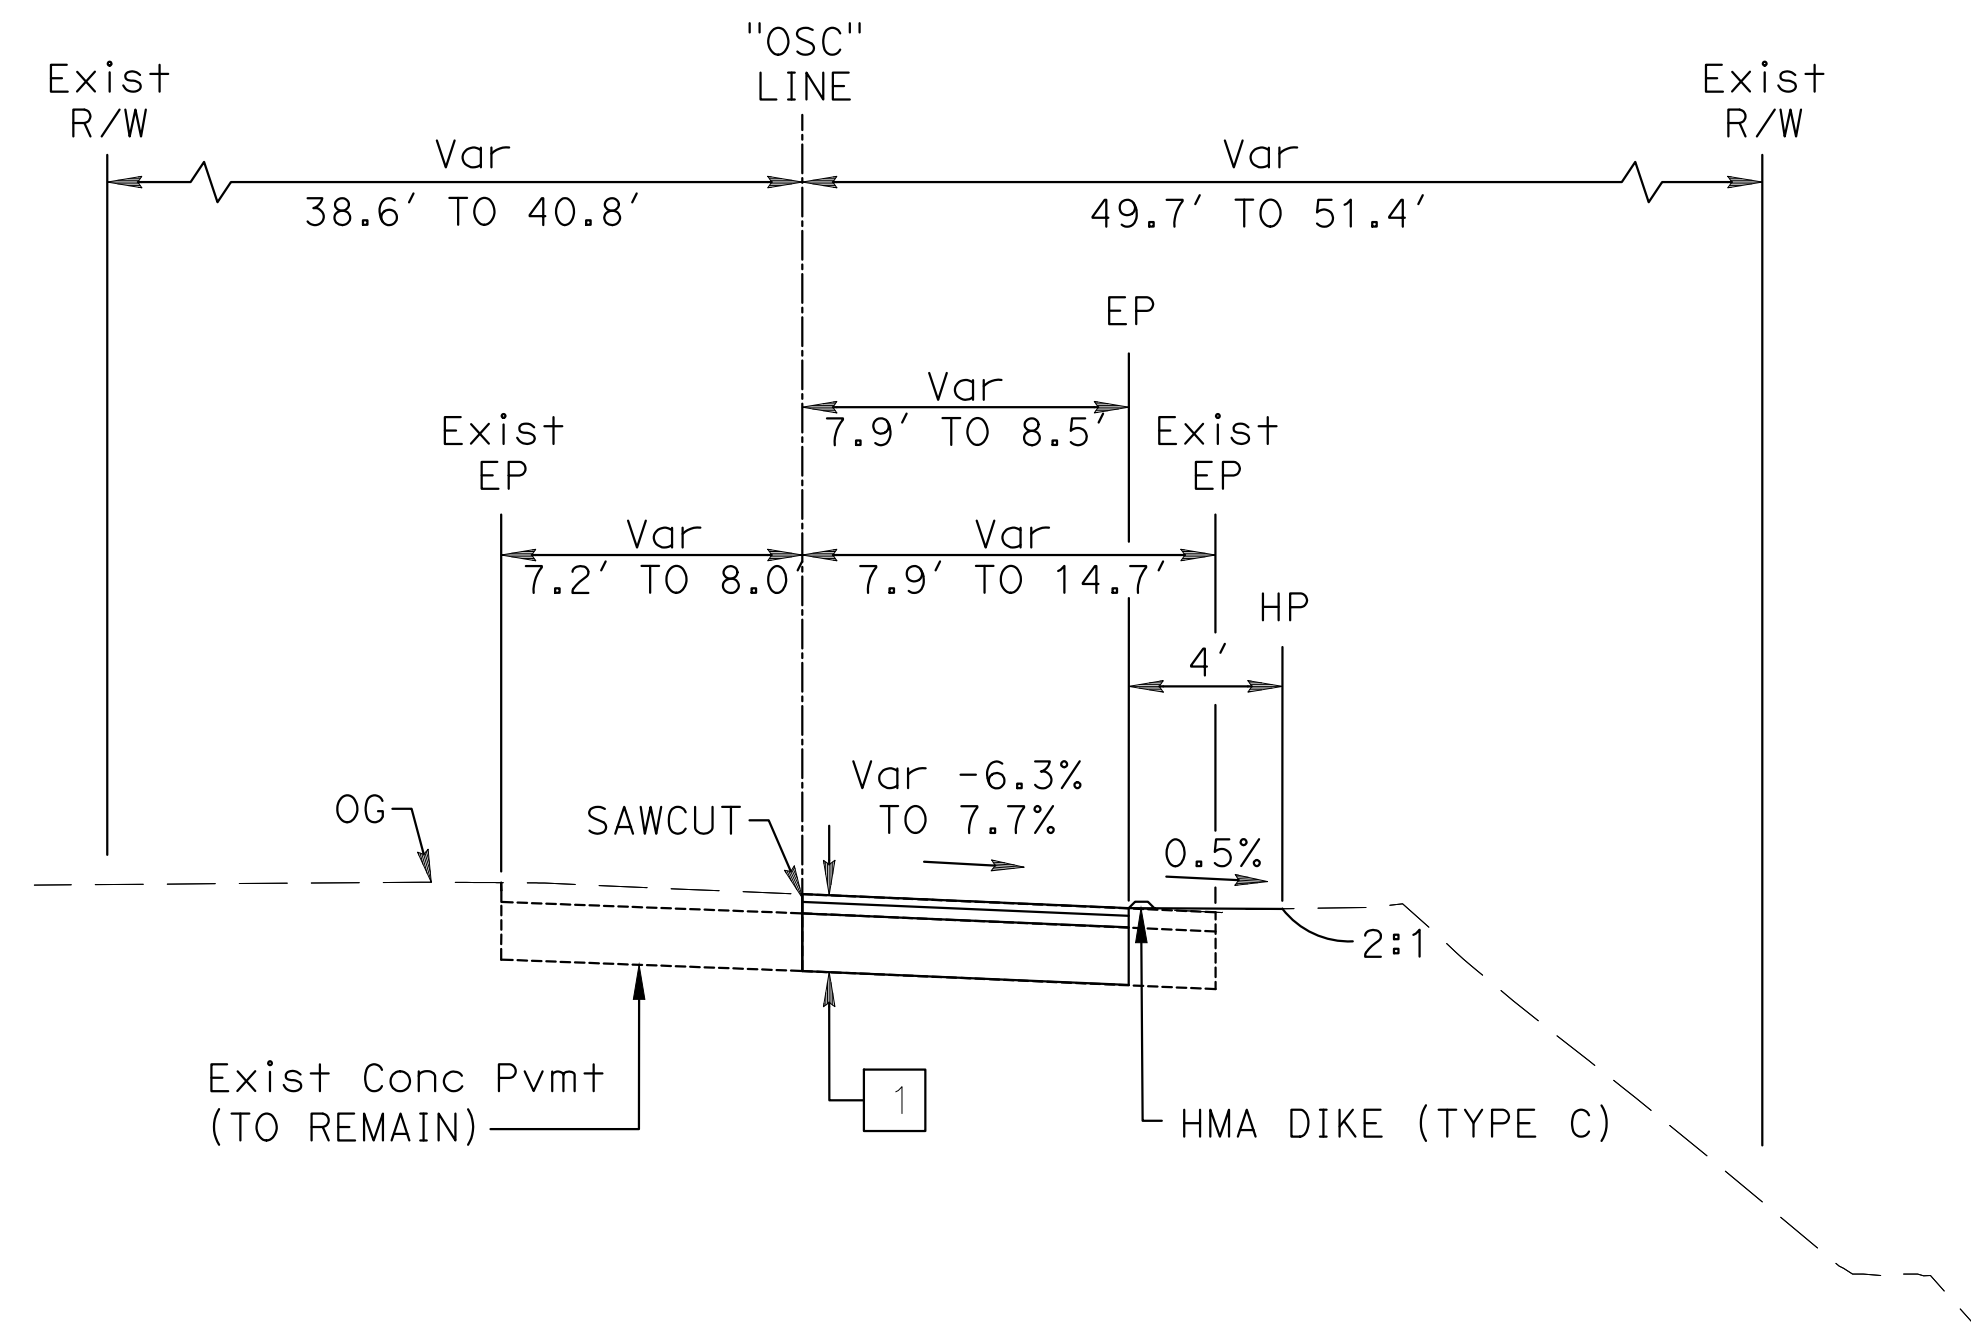 "OSC"
LINE
Exist
R/W
Exist
R/W
Var
38.6' TO 40.8'
Var
49.7' TO 51.4'
EP
Var
7.9' TO 8.5'
Exist
EP
Exist
EP
Var
7.2' TO 8.0'
Var
7.9' TO 14.7'
HP
4'
Var -6.3%
TO 7.7%
OG
SAWCUT
0.5%
2:1
Exist Conc Pvmt
(TO REMAIN)
1
HMA DIKE (TYPE C)